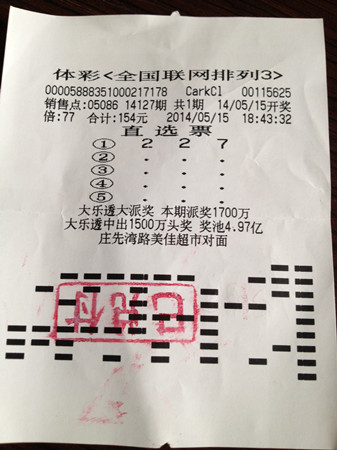 体彩<全国联网排列3>
00005888351000217178 CarkCl 00115625
销售点:05086 14127期 共1期 14/05/15开奖
倍:77 合计:154元 2014/05/15 18:43:32
直选票
① 2 2 7
② . . .
③ . . .
④ . . .
⑤ . . .
大乐透大派奖 本期派奖1700万
大乐透中出1500万头奖 奖池4.97亿
庄先湾路美佳超市对面
已兑付